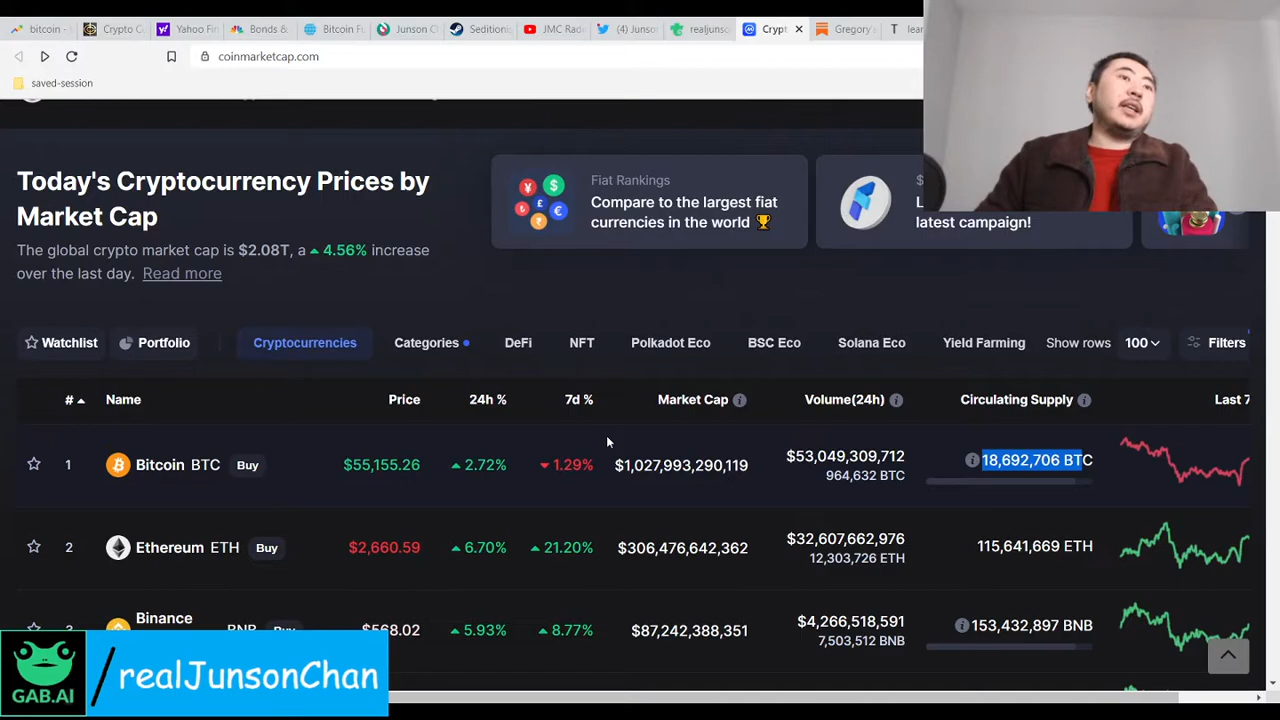 bitcoin -
Crypto C
Yahoo Fin
Bonds &
Bitcoin Fu
Junson Ch
Seditione
JMC Rad
(4) Junso
realjunso
Crypt
Gregory's
lear
coinmarketcap.com
saved-session
Today's Cryptocurrency Prices by
Market Cap
The global crypto market cap is $2.08T, a 4.56% increase
over the last day. Read more
Fiat Rankings
Compare to the largest fiat
currencies in the world
latest campaign!
Watchlist Portfolio Cryptocurrencies Categories DeFi NFT Polkadot Eco BSC Eco Solana Eco Yield Farming Show rows 100 Filters
# Name Price 24h % 7d % Market Cap Volume(24h) Circulating Supply Last 7
1 Bitcoin BTC Buy $55,155.26 2.72% 1.29% $1,027,993,290,119 $53,049,309,712 18,692,706 BTC
964,632 BTC
2 Ethereum ETH Buy $2,660.59 6.70% 21.20% $306,476,642,362 $32,607,662,976 115,641,669 ETH
12,303,726 ETH
Binance BNB $568.02 5.93% 8.77% $87,242,388,351 $4,266,518,591 153,432,897 BNB
7,503,512 BNB
GAB.AI
/realJunsonChan